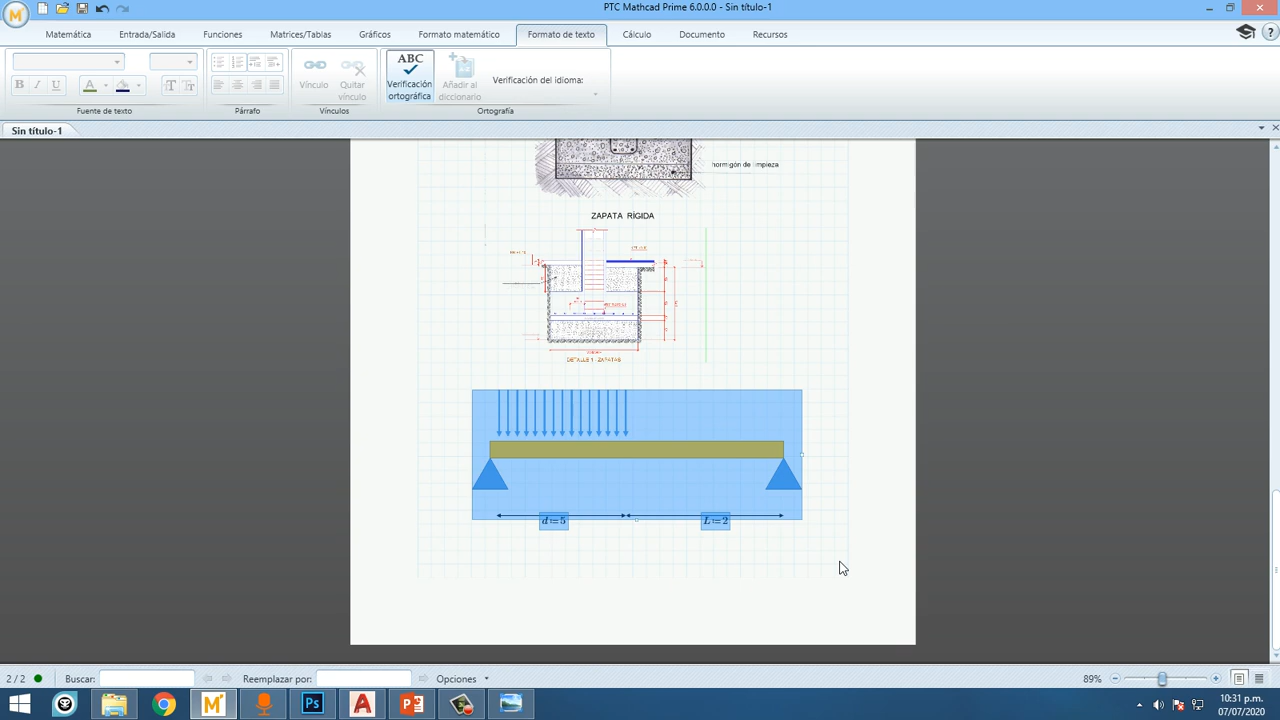 PTC Mathcad Prime 6.0.0.0 - Sin título-1
Matemática Entrada/Salida Funciones Matrices/Tablas Gráficos Formato matemático Formato de texto Cálculo Documento Recursos
B I U A
ABC
Vínculo Quitar vínculo
Verificación ortográfica
Añadir al diccionario
Verificación del idioma:
Fuente de texto Párrafo Vínculos Ortografía
Sin título-1
hormigón de limpieza
ZAPATA RÍGIDA
DETALLE 1 - ZAPATAS
d:=5 L:=2
2 / 2 Buscar: Reemplazar por: Opciones 89%
10:31 p.m.
07/07/2020